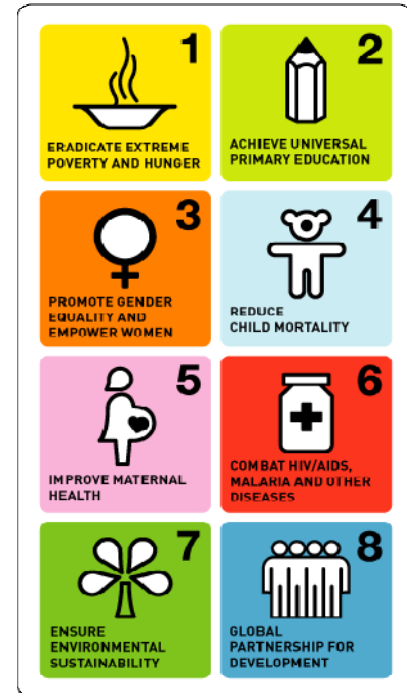 1
ERADICATE EXTREME
POVERTY AND HUNGER
2
ACHIEVE UNIVERSAL
PRIMARY EDUCATION
3
PROMOTE GENDER
EQUALITY AND
EMPOWER WOMEN
4
REDUCE
CHILD MORTALITY
5
IMPROVE MATERNAL
HEALTH
6
COMBAT HIV/AIDS,
MALARIA AND OTHER
DISEASES
7
ENSURE
ENVIRONMENTAL
SUSTAINABILITY
8
GLOBAL
PARTNERSHIP FOR
DEVELOPMENT